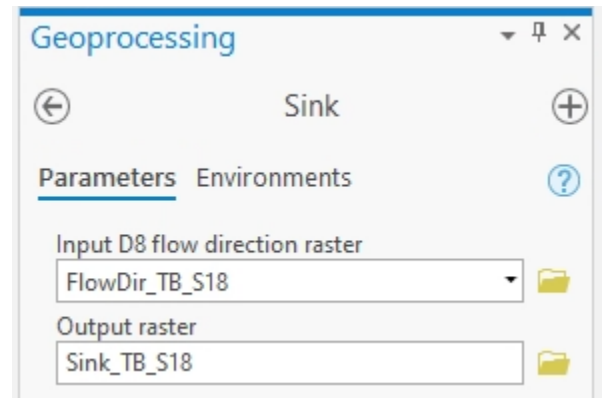 Geoprocessing
Sink
Parameters Environments
Input D8 flow direction raster
FlowDir_TB_S18
Output raster
Sink_TB_S18